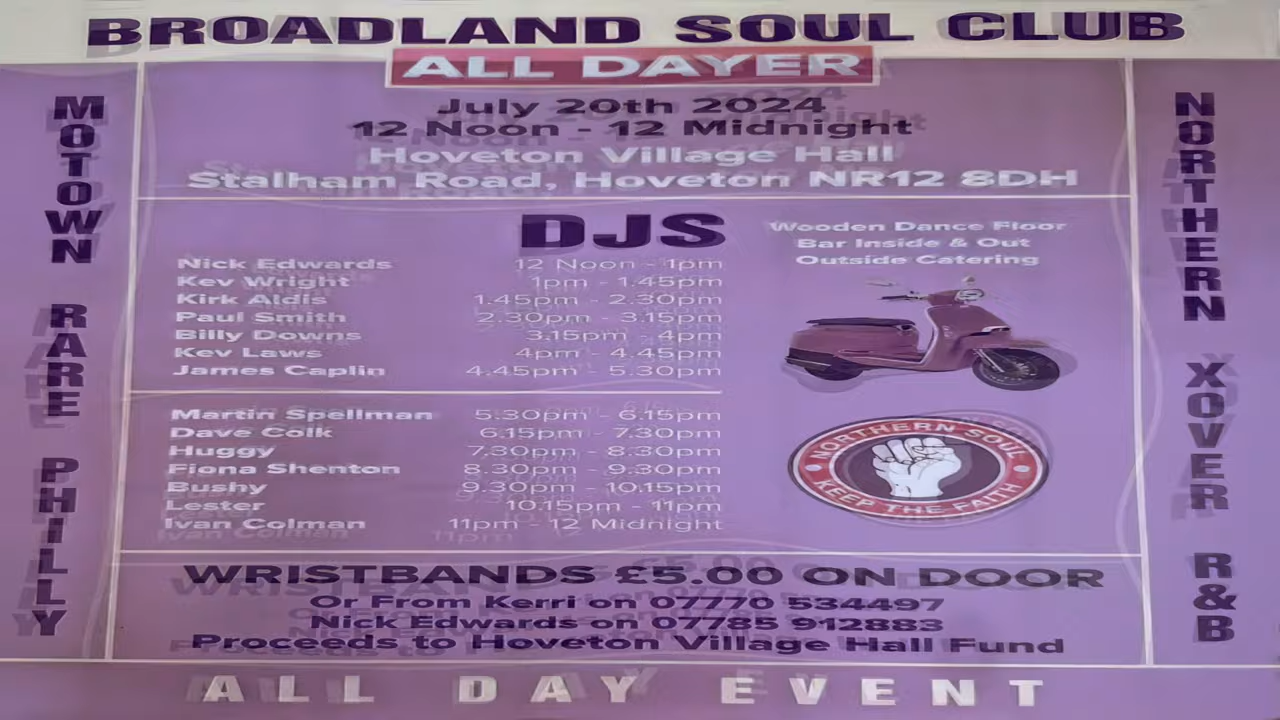 BROADLAND SOUL CLUB
ALL DAYER
July 20th 2024
12 Noon - 12 Midnight
Hoveton Village Hall
Stalham Road, Hoveton NR12 8DH
MOTOWN RARE PHILLY
NORTHERN XOVER R&B
DJS
Nick Edwards 12 Noon - 1pm
Kev Wright 1pm - 1.45pm
Kirk Aldis 1.45pm - 2.30pm
Paul Smith 2.30pm - 3.15pm
Billy Downs 3.15pm - 4pm
Kev Laws 4pm - 4.45pm
James Caplin 4.45pm - 5.30pm
Martin Spellman 5.30pm - 6.15pm
Dave Colk 6.15pm - 7.30pm
Huggy 7.30pm - 8.30pm
Fiona Shenton 8.30pm - 9.30pm
Bushy 9.30pm - 10.15pm
Lester 10.15pm - 11pm
Ivan Colman 11pm - 12 Midnight
Wooden Dance Floor
Bar Inside & Out
Outside Catering
NORTHERN SOUL
KEEP THE FAITH
WRISTBANDS £5.00 ON DOOR
Or From Kerri on 07770 534497
Nick Edwards on 07785 912883
Proceeds to Hoveton Village Hall Fund
ALL DAY EVENT